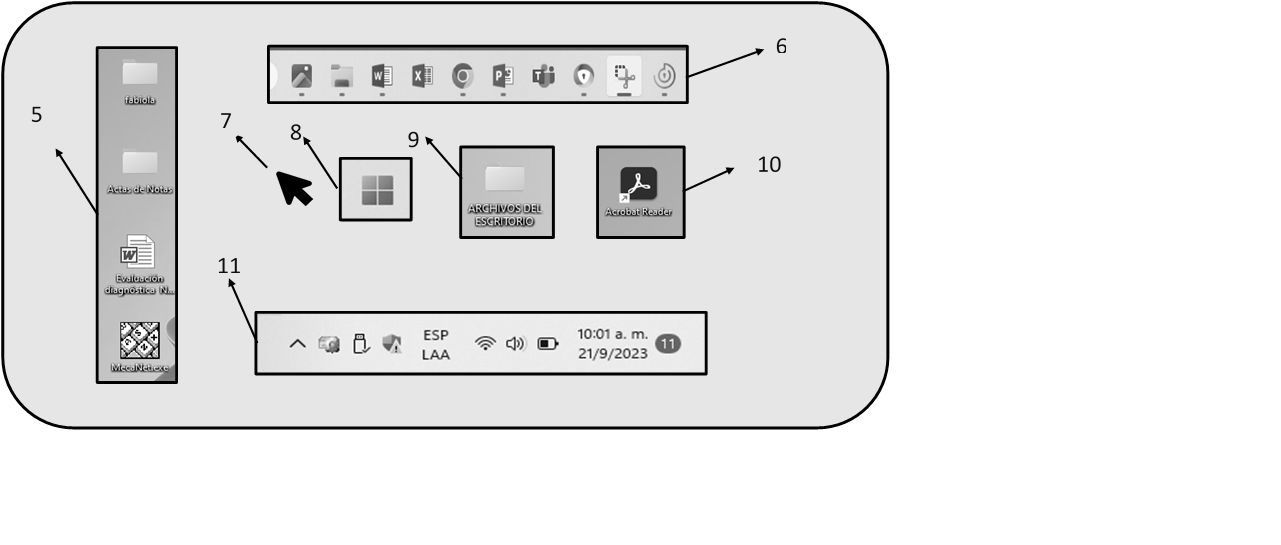 5
fabiola
Actas de Notas
Evaluación
diagnóstica N...
MecaNet.exe
6
7
8
9
ARCHIVOS DEL
ESCRITORIO
10
Acrobat Reader
11
ESP
LAA
10:01 a. m.
21/9/2023
11